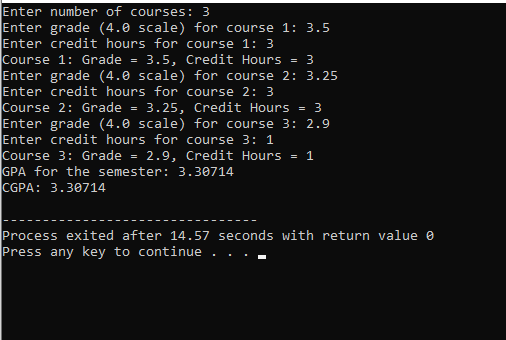 Enter number of courses: 3
Enter grade (4.0 scale) for course 1: 3.5
Enter credit hours for course 1: 3
Course 1: Grade = 3.5, Credit Hours = 3
Enter grade (4.0 scale) for course 2: 3.25
Enter credit hours for course 2: 3
Course 2: Grade = 3.25, Credit Hours = 3
Enter grade (4.0 scale) for course 3: 2.9
Enter credit hours for course 3: 1
Course 3: Grade = 2.9, Credit Hours = 1
GPA for the semester: 3.30714
CGPA: 3.30714
--------------------------------
Process exited after 14.57 seconds with return value 0
Press any key to continue . . .